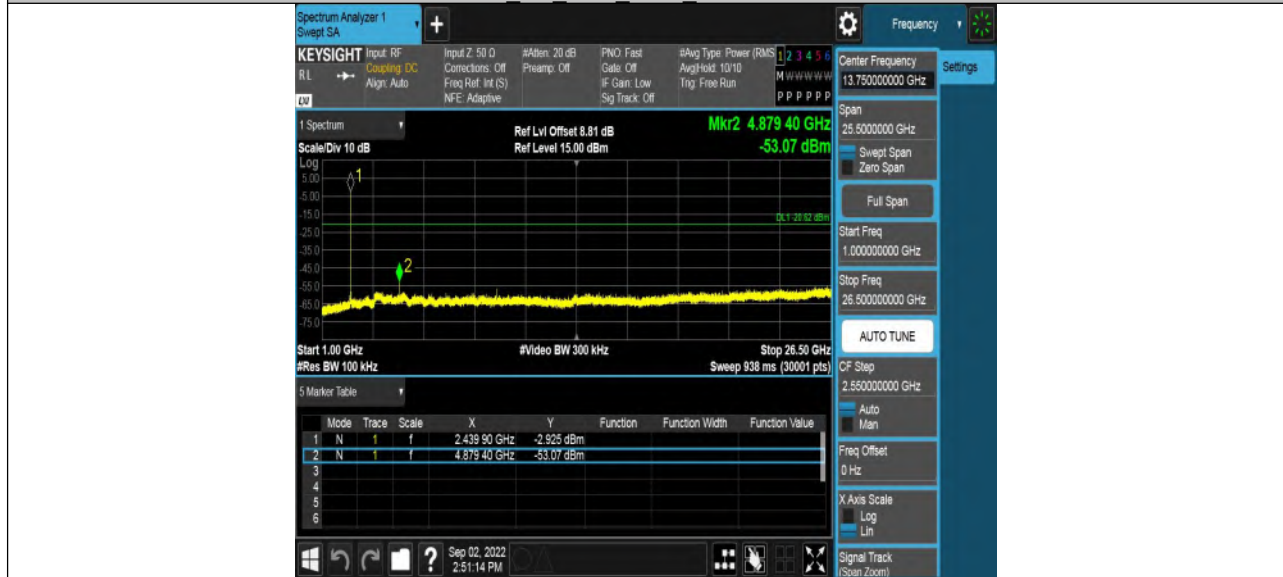 Spectrum Analyzer 1
Swept SA
Frequency
KEYSIGHT Input: RF Input Z: 50 Ω #Atten: 20 dB PNO: Fast #Avg Type: Power (RMS 1 2 3 4 5 6
RL Coupling: DC Corrections: Off Preamp: Off Gate: Off Avg|Hold: 10/10 M W W W W W
Align: Auto Freq Ref: Int (S) IF Gain: Low Trig: Free Run
LXI NFE: Adaptive Sig Track: Off P P P P P P
Center Frequency
13.750000000 GHz
Settings
Span
25.5000000 GHz
Swept Span
Zero Span
Full Span
Start Freq
1.000000000 GHz
Stop Freq
26.500000000 GHz
AUTO TUNE
CF Step
2.550000000 GHz
Auto
Man
Freq Offset
0 Hz
X Axis Scale
Log
Lin
Signal Track
(Span Zoom)
1 Spectrum
Ref Lvl Offset 8.81 dB
Mkr2 4.879 40 GHz
Scale/Div 10 dB
Ref Level 15.00 dBm
-53.07 dBm
Log
5.00
-5.00
-15.0
-25.0
-35.0
-45.0
-55.0
-65.0
-75.0
1
2
DL1 -20.62 dBm
Start 1.00 GHz #Video BW 300 kHz Stop 26.50 GHz
#Res BW 100 kHz Sweep 938 ms (30001 pts)
5 Marker Table
Mode Trace Scale X Y Function Function Width Function Value
1 N 1 f 2.439 90 GHz -2.925 dBm
2 N 1 f 4.879 40 GHz -53.07 dBm
3
4
5
6
? Sep 02, 2022
2:51:14 PM